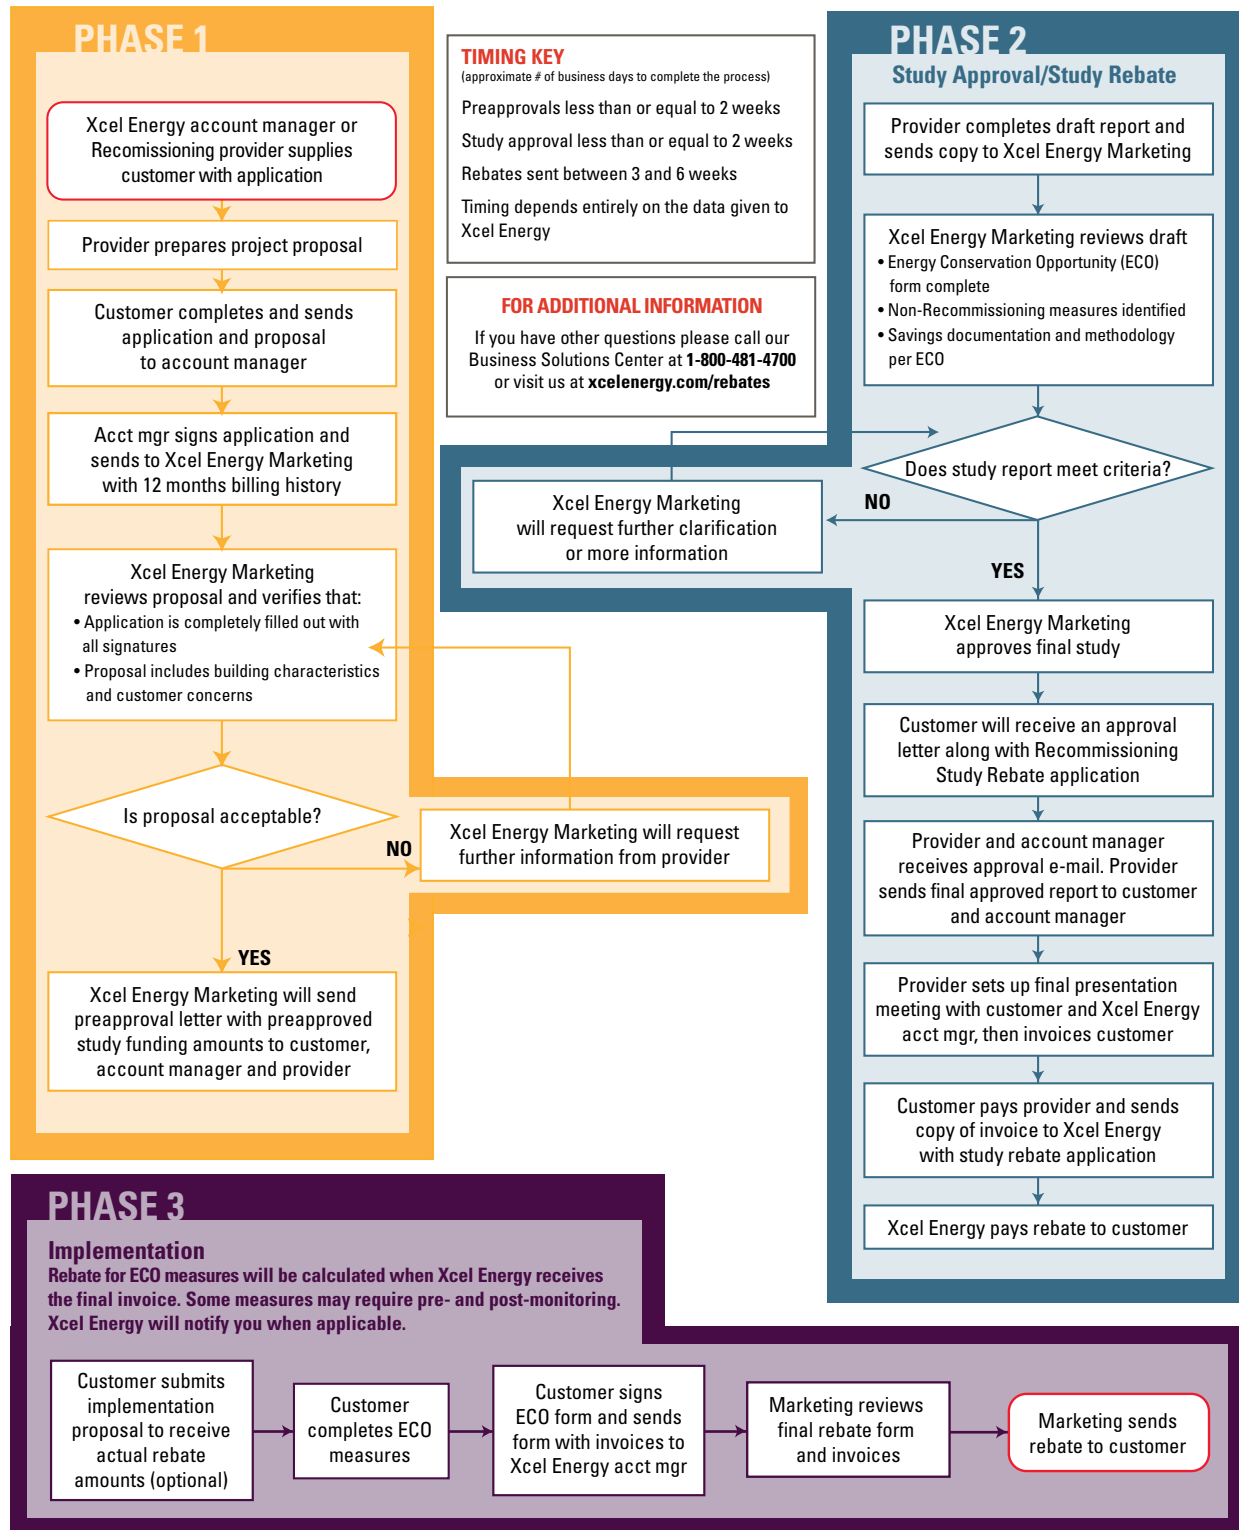 PHASE 1
Xcel Energy account manager or
Recomissioning provider supplies
customer with application
Provider prepares project proposal
Customer completes and sends
application and proposal
to account manager
Acct mgr signs application and
sends to Xcel Energy Marketing
with 12 months billing history
Xcel Energy Marketing
reviews proposal and verifies that:
• Application is completely filled out with
all signatures
• Proposal includes building characteristics
and customer concerns
Is proposal acceptable?
NO
Xcel Energy Marketing will request
further information from provider
YES
Xcel Energy Marketing will send
preapproval letter with preapproved
study funding amounts to customer,
account manager and provider
TIMING KEY
(approximate # of business days to complete the process)
Preapprovals less than or equal to 2 weeks
Study approval less than or equal to 2 weeks
Rebates sent between 3 and 6 weeks
Timing depends entirely on the data given to
Xcel Energy
FOR ADDITIONAL INFORMATION
If you have other questions please call our
Business Solutions Center at 1-800-481-4700
or visit us at xcelenergy.com/rebates
PHASE 2
Study Approval/Study Rebate
Provider completes draft report and
sends copy to Xcel Energy Marketing
Xcel Energy Marketing reviews draft
• Energy Conservation Opportunity (ECO)
form complete
• Non-Recommissioning measures identified
• Savings documentation and methodology
per ECO
Does study report meet criteria?
NO
Xcel Energy Marketing
will request further clarification
or more information
YES
Xcel Energy Marketing
approves final study
Customer will receive an approval
letter along with Recommissioning
Study Rebate application
Provider and account manager
receives approval e-mail. Provider
sends final approved report to customer
and account manager
Provider sets up final presentation
meeting with customer and Xcel Energy
acct mgr, then invoices customer
Customer pays provider and sends
copy of invoice to Xcel Energy
with study rebate application
Xcel Energy pays rebate to customer
PHASE 3
Implementation
Rebate for ECO measures will be calculated when Xcel Energy receives
the final invoice. Some measures may require pre- and post-monitoring.
Xcel Energy will notify you when applicable.
Customer submits
implementation
proposal to receive
actual rebate
amounts (optional)
Customer
completes ECO
measures
Customer signs
ECO form and sends
form with invoices to
Xcel Energy acct mgr
Marketing reviews
final rebate form
and invoices
Marketing sends
rebate to customer